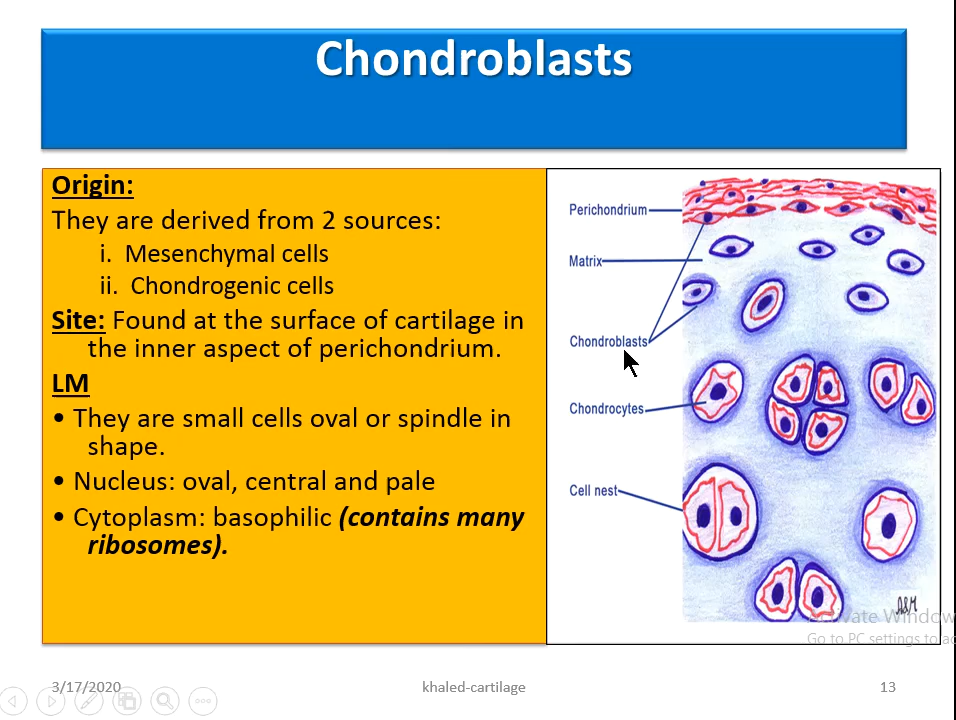 Chondroblasts
Origin:
They are derived from 2 sources:
i. Mesenchymal cells
ii. Chondrogenic cells
Site: Found at the surface of cartilage in
the inner aspect of perichondrium.
LM
• They are small cells oval or spindle in
shape.
• Nucleus: oval, central and pale
• Cytoplasm: basophilic (contains many
ribosomes).
Perichondrium
Matrix
Chondroblasts
Chondrocytes
Cell nest
Activate Window
Go to PC settings to ac
3/17/2020
khaled-cartilage
13